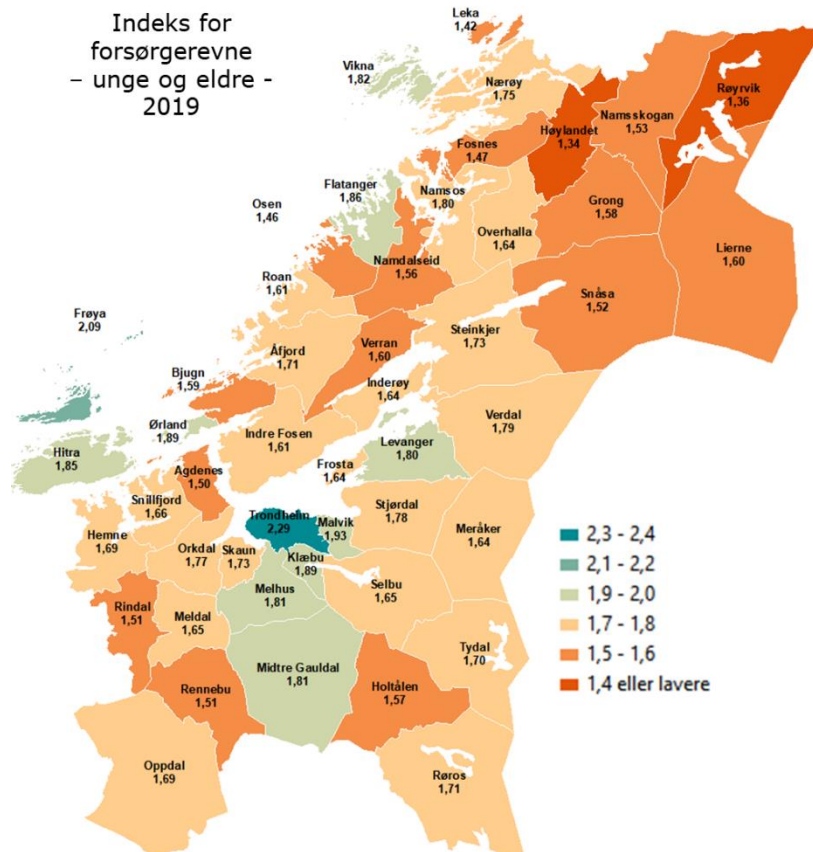 Indeks for
forsørgerevne
– unge og eldre -
2019
Leka
1,42
Vikna
1,82
Nærøy
1,75
Røyrvik
1,36
Namsskogan
1,53
Høylandet
1,34
Fosnes
1,47
Flatanger
1,86
Namsos
1,80
Grong
1,58
Osen
1,46
Overhalla
1,64
Lierne
1,60
Namdalseid
1,56
Roan
1,61
Snåsa
1,52
Frøya
2,09
Steinkjer
1,73
Åfjord
1,71
Verran
1,60
Bjugn
1,59
Inderøy
1,64
Verdal
1,79
Ørland
1,89
Indre Fosen
1,61
Levanger
1,80
Hitra
1,85
Agdenes
1,50
Frosta
1,64
Snillfjord
1,66
Stjørdal
1,78
Trondheim
2,29
Malvik
1,93
Meråker
1,64
Hemne
1,69
Orkdal
1,77
Skaun
1,73
Klæbu
1,89
Selbu
1,65
Rindal
1,51
Meldal
1,65
Melhus
1,81
Tydal
1,70
Midtre Gauldal
1,81
Rennebu
1,51
Holtålen
1,57
Oppdal
1,69
Røros
1,71
2,3 - 2,4
2,1 - 2,2
1,9 - 2,0
1,7 - 1,8
1,5 - 1,6
1,4 eller lavere